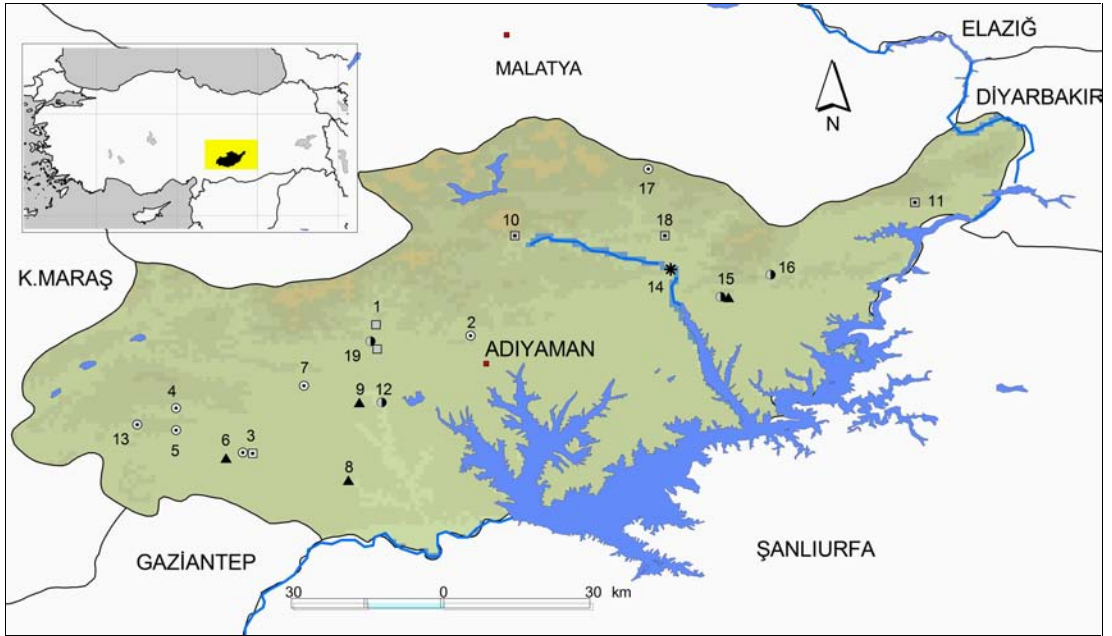 ELAZIĞ
MALATYA
DİYARBAKIR
N
17
11
10
18
K.MARAŞ
16
14
15
1
2
19
ADIYAMAN
7
9
12
4
13
5
6
3
8
GAZİANTEP
ŞANLIURFA
30
0
30
km